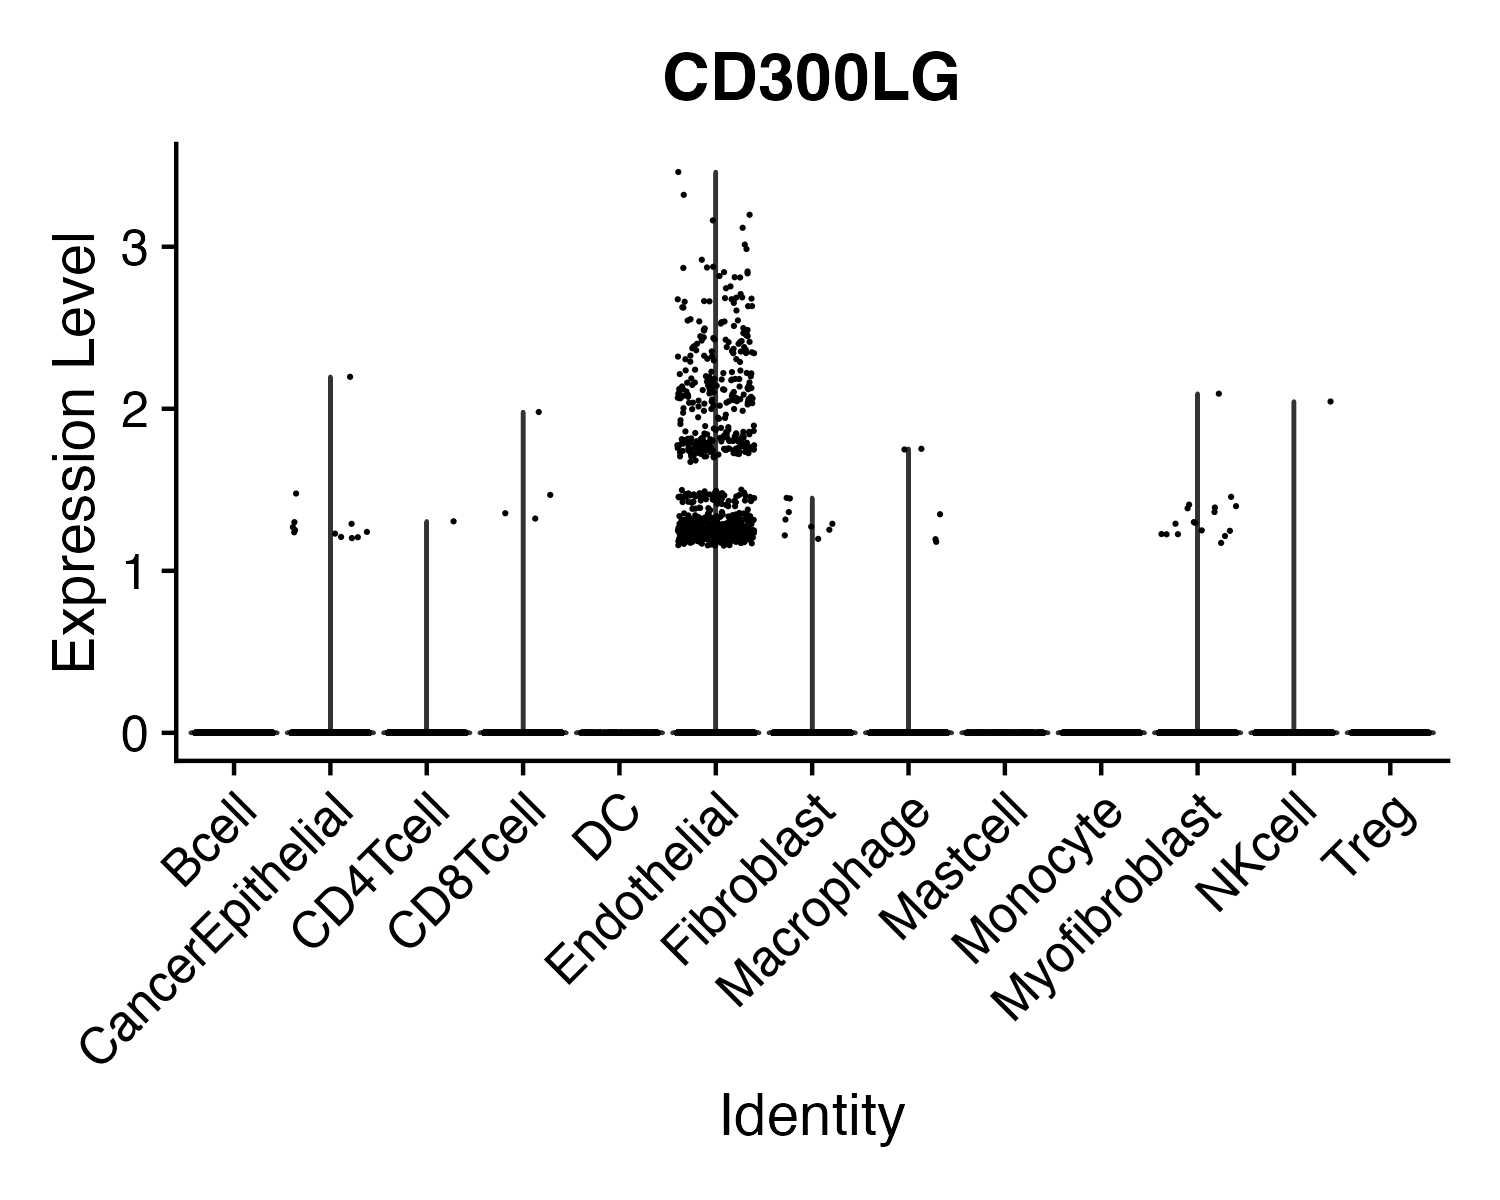 CD300LG
Expression Level
3
2
1
0
Bcell
CancerEpithelial
CD4Tcell
CD8Tcell
DC
Endothelial
Fibroblast
Macrophage
Mastcell
Monocyte
Myofibroblast
NKcell
Treg
Identity